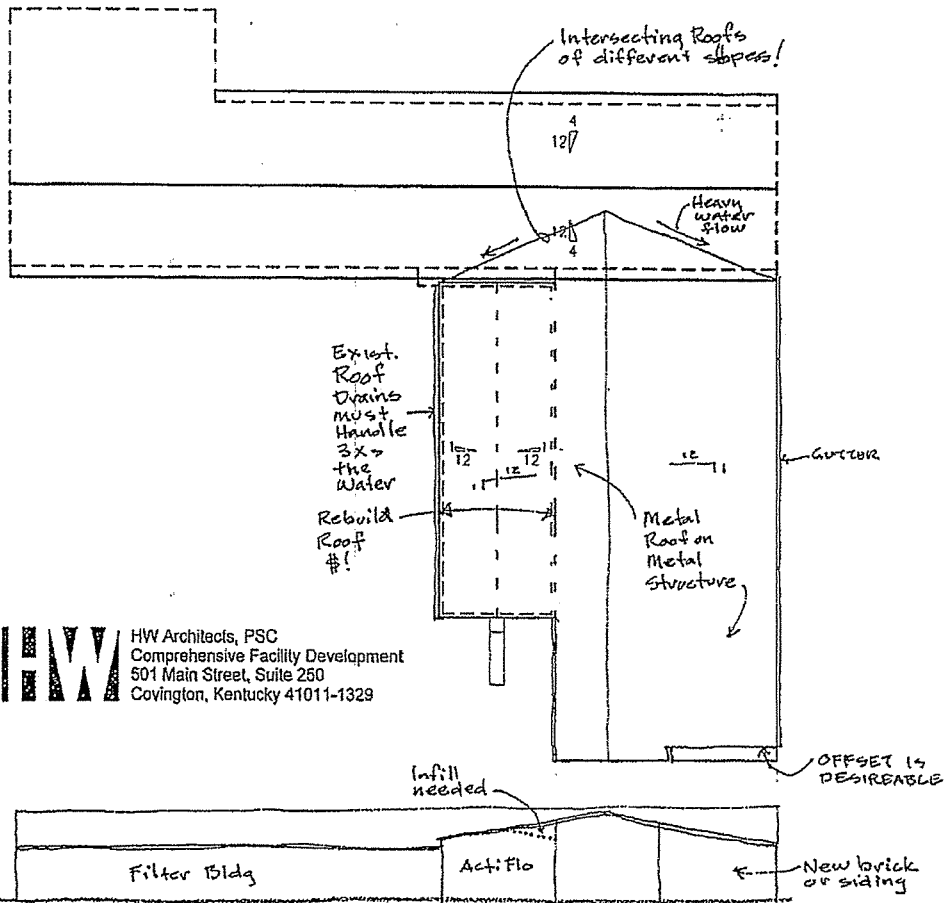 Intersecting Roofs
of different slopes!
4
12
Heavy
water
flow
12
4
Exist.
Roof
Drains
must
Handle
3x's
the
Water
1
12
12
1
1
12
12
1
GUTTER
Rebuild
Roof
$!
Metal
Roof on
Metal
Structure
HW
HW Architects, PSC
Comprehensive Facility Development
501 Main Street, Suite 250
Covington, Kentucky 41011-1329
OFFSET IS
DESIREABLE
Infill
needed
Filter Bldg
Actiflo
New brick
or siding